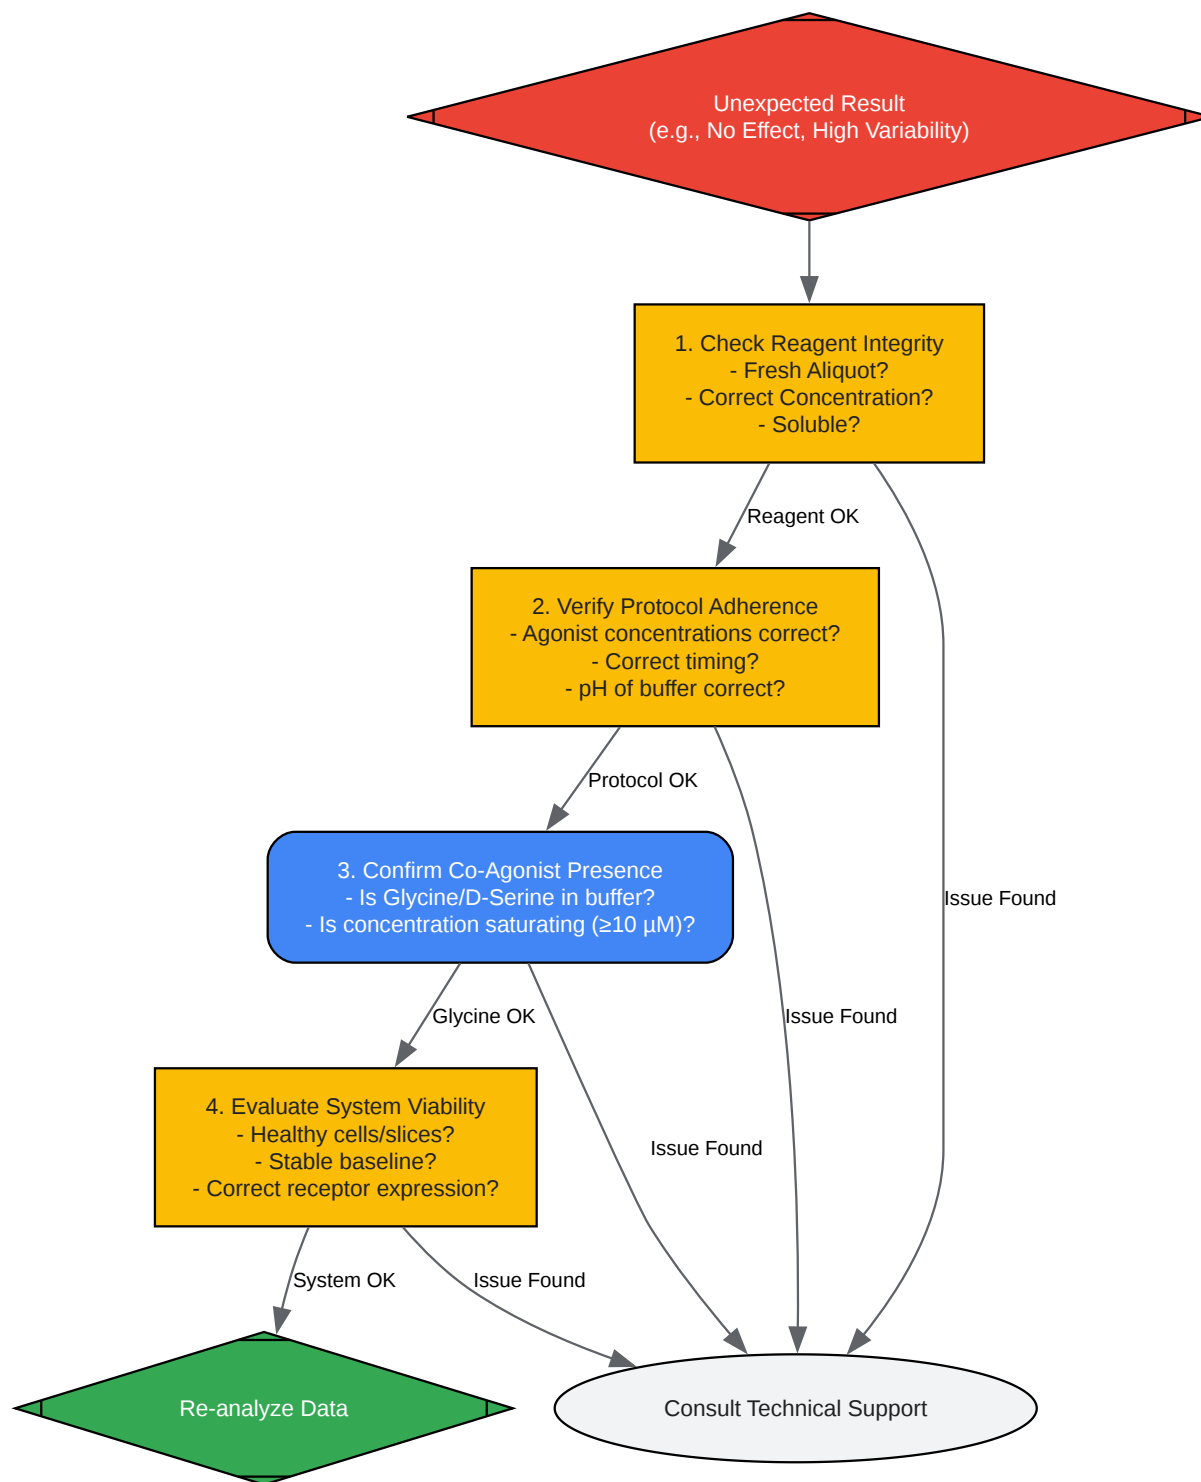 Unexpected Result
(e.g., No Effect, High Variability)
1. Check Reagent Integrity
- Fresh Aliquot?
- Correct Concentration?
- Soluble?
Reagent OK
2. Verify Protocol Adherence
- Agonist concentrations correct?
- Correct timing?
- pH of buffer correct?
Protocol OK
3. Confirm Co-Agonist Presence
- Is Glycine/D-Serine in buffer?
- Is concentration saturating (≥10 µM)?
Issue Found
Glycine OK
Issue Found
4. Evaluate System Viability
- Healthy cells/slices?
- Stable baseline?
- Correct receptor expression?
Issue Found
System OK
Issue Found
Re-analyze Data
Consult Technical Support